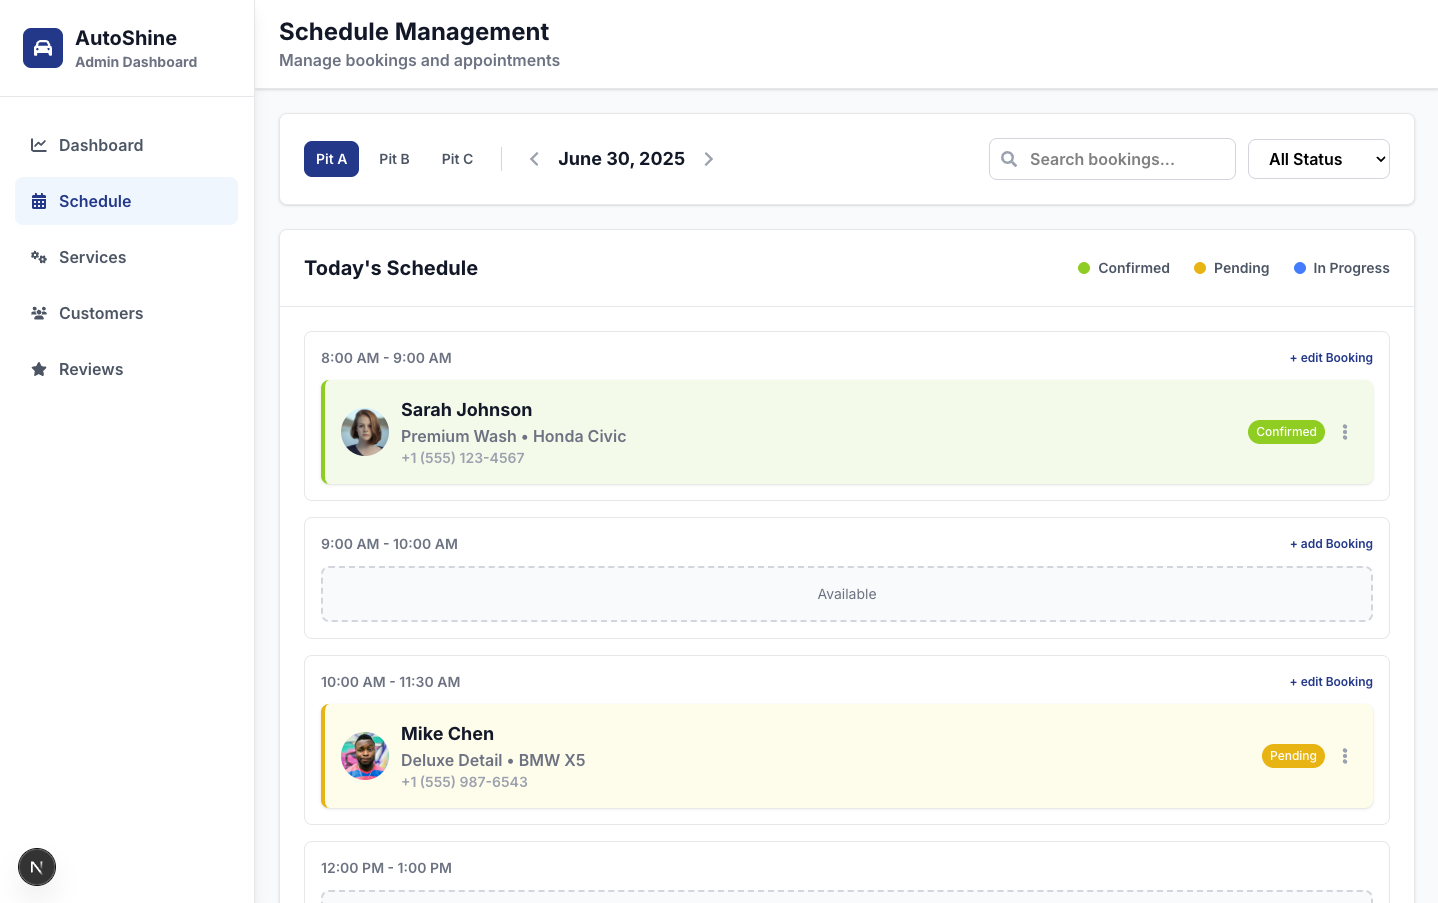 AutoShine
Admin Dashboard
Dashboard
Schedule
Services
Customers
Reviews
N
Schedule Management
Manage bookings and appointments
Pit A
Pit B
Pit C
June 30, 2025
Search bookings...
All Status
Today's Schedule
Confirmed
Pending
In Progress
8:00 AM - 9:00 AM
+ edit Booking
Sarah Johnson
Premium Wash • Honda Civic
+1 (555) 123-4567
Confirmed
9:00 AM - 10:00 AM
+ add Booking
Available
10:00 AM - 11:30 AM
+ edit Booking
Mike Chen
Deluxe Detail • BMW X5
+1 (555) 987-6543
Pending
12:00 PM - 1:00 PM